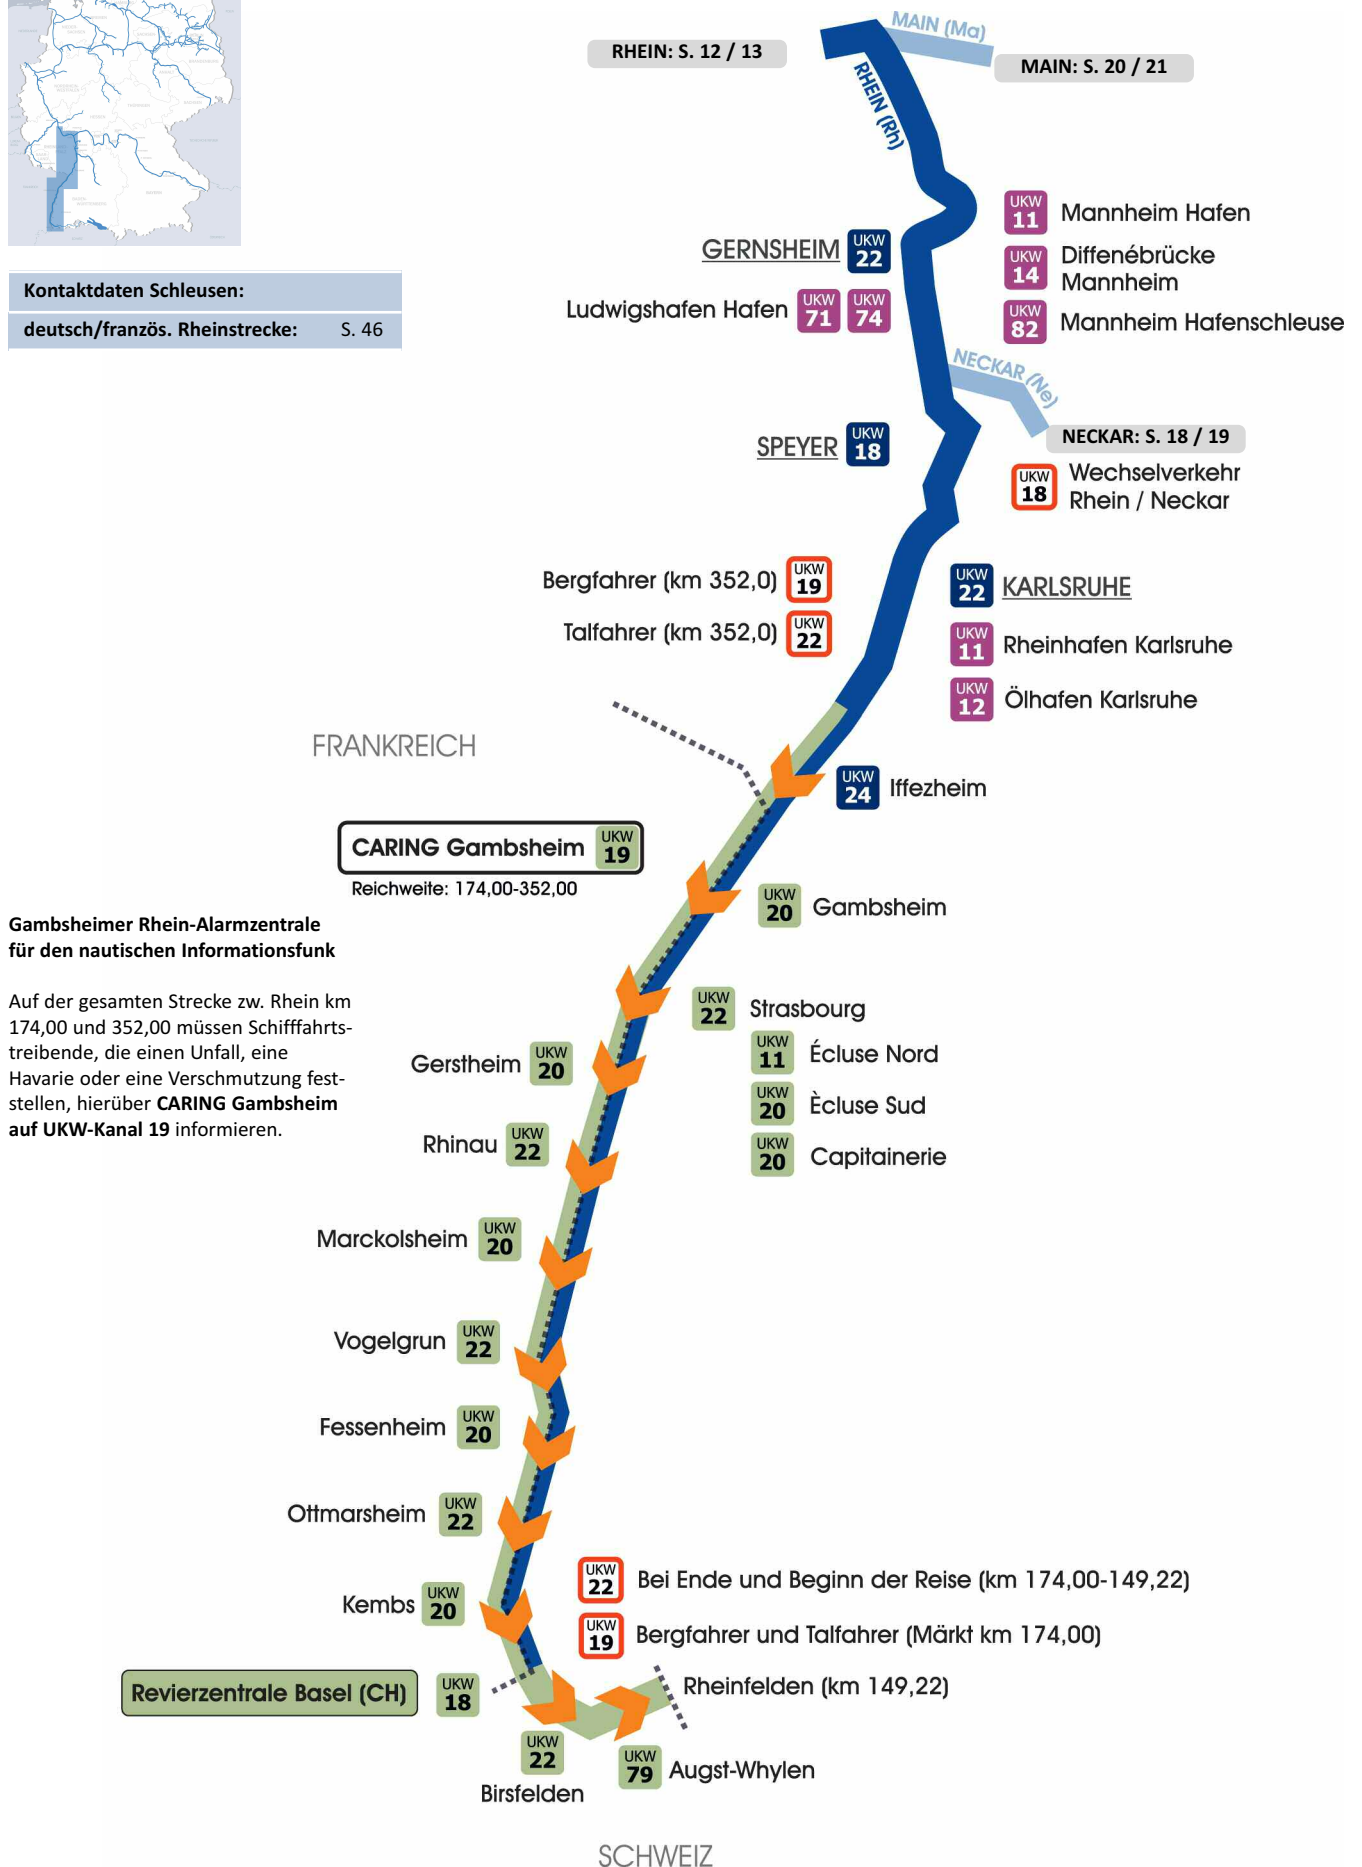 MAIN (Ma)
RHEIN: S. 12 / 13
MAIN: S. 20 / 21
RHEIN (Rh)
UKW
11
Mannheim Hafen
GERNSHEIM
UKW
22
UKW
14
Diffenébrücke
Mannheim
Kontaktdaten Schleusen:
deutsch/französ. Rheinstrecke: S. 46
Ludwigshafen Hafen
UKW
71
UKW
74
UKW
82
Mannheim Hafenschleuse
NECKAR (Ne)
NECKAR: S. 18 / 19
SPEYER
UKW
18
UKW
18
Wechselverkehr
Rhein / Neckar
Bergfahrer (km 352,0)
UKW
19
UKW
22
KARLSRUHE
Talfahrer (km 352,0)
UKW
22
UKW
11
Rheinhafen Karlsruhe
UKW
12
Ölhafen Karlsruhe
FRANKREICH
UKW
24
Iffezheim
CARING Gambsheim
UKW
19
Reichweite: 174,00-352,00
UKW
20
Gambsheim
Gambsheimer Rhein-Alarmzentrale
für den nautischen Informationsfunk
Auf der gesamten Strecke zw. Rhein km
174,00 und 352,00 müssen Schifffahrts-
treibende, die einen Unfall, eine
Havarie oder eine Verschmutzung fest-
stellen, hierüber CARING Gambsheim
auf UKW-Kanal 19 informieren.
UKW
22
Strasbourg
UKW
11
Écluse Nord
UKW
20
Ècluse Sud
UKW
20
Capitainerie
Gerstheim
UKW
20
Rhinau
UKW
22
Marckolsheim
UKW
20
Vogelgrun
UKW
22
Fessenheim
UKW
20
Ottmarsheim
UKW
22
Kembs
UKW
20
UKW
22
Bei Ende und Beginn der Reise (km 174,00-149,22)
UKW
19
Bergfahrer und Talfahrer (Märkt km 174,00)
Revierzentrale Basel (CH)
UKW
18
Rheinfelden (km 149,22)
UKW
22
Birsfelden
UKW
79
Augst-Whylen
SCHWEIZ